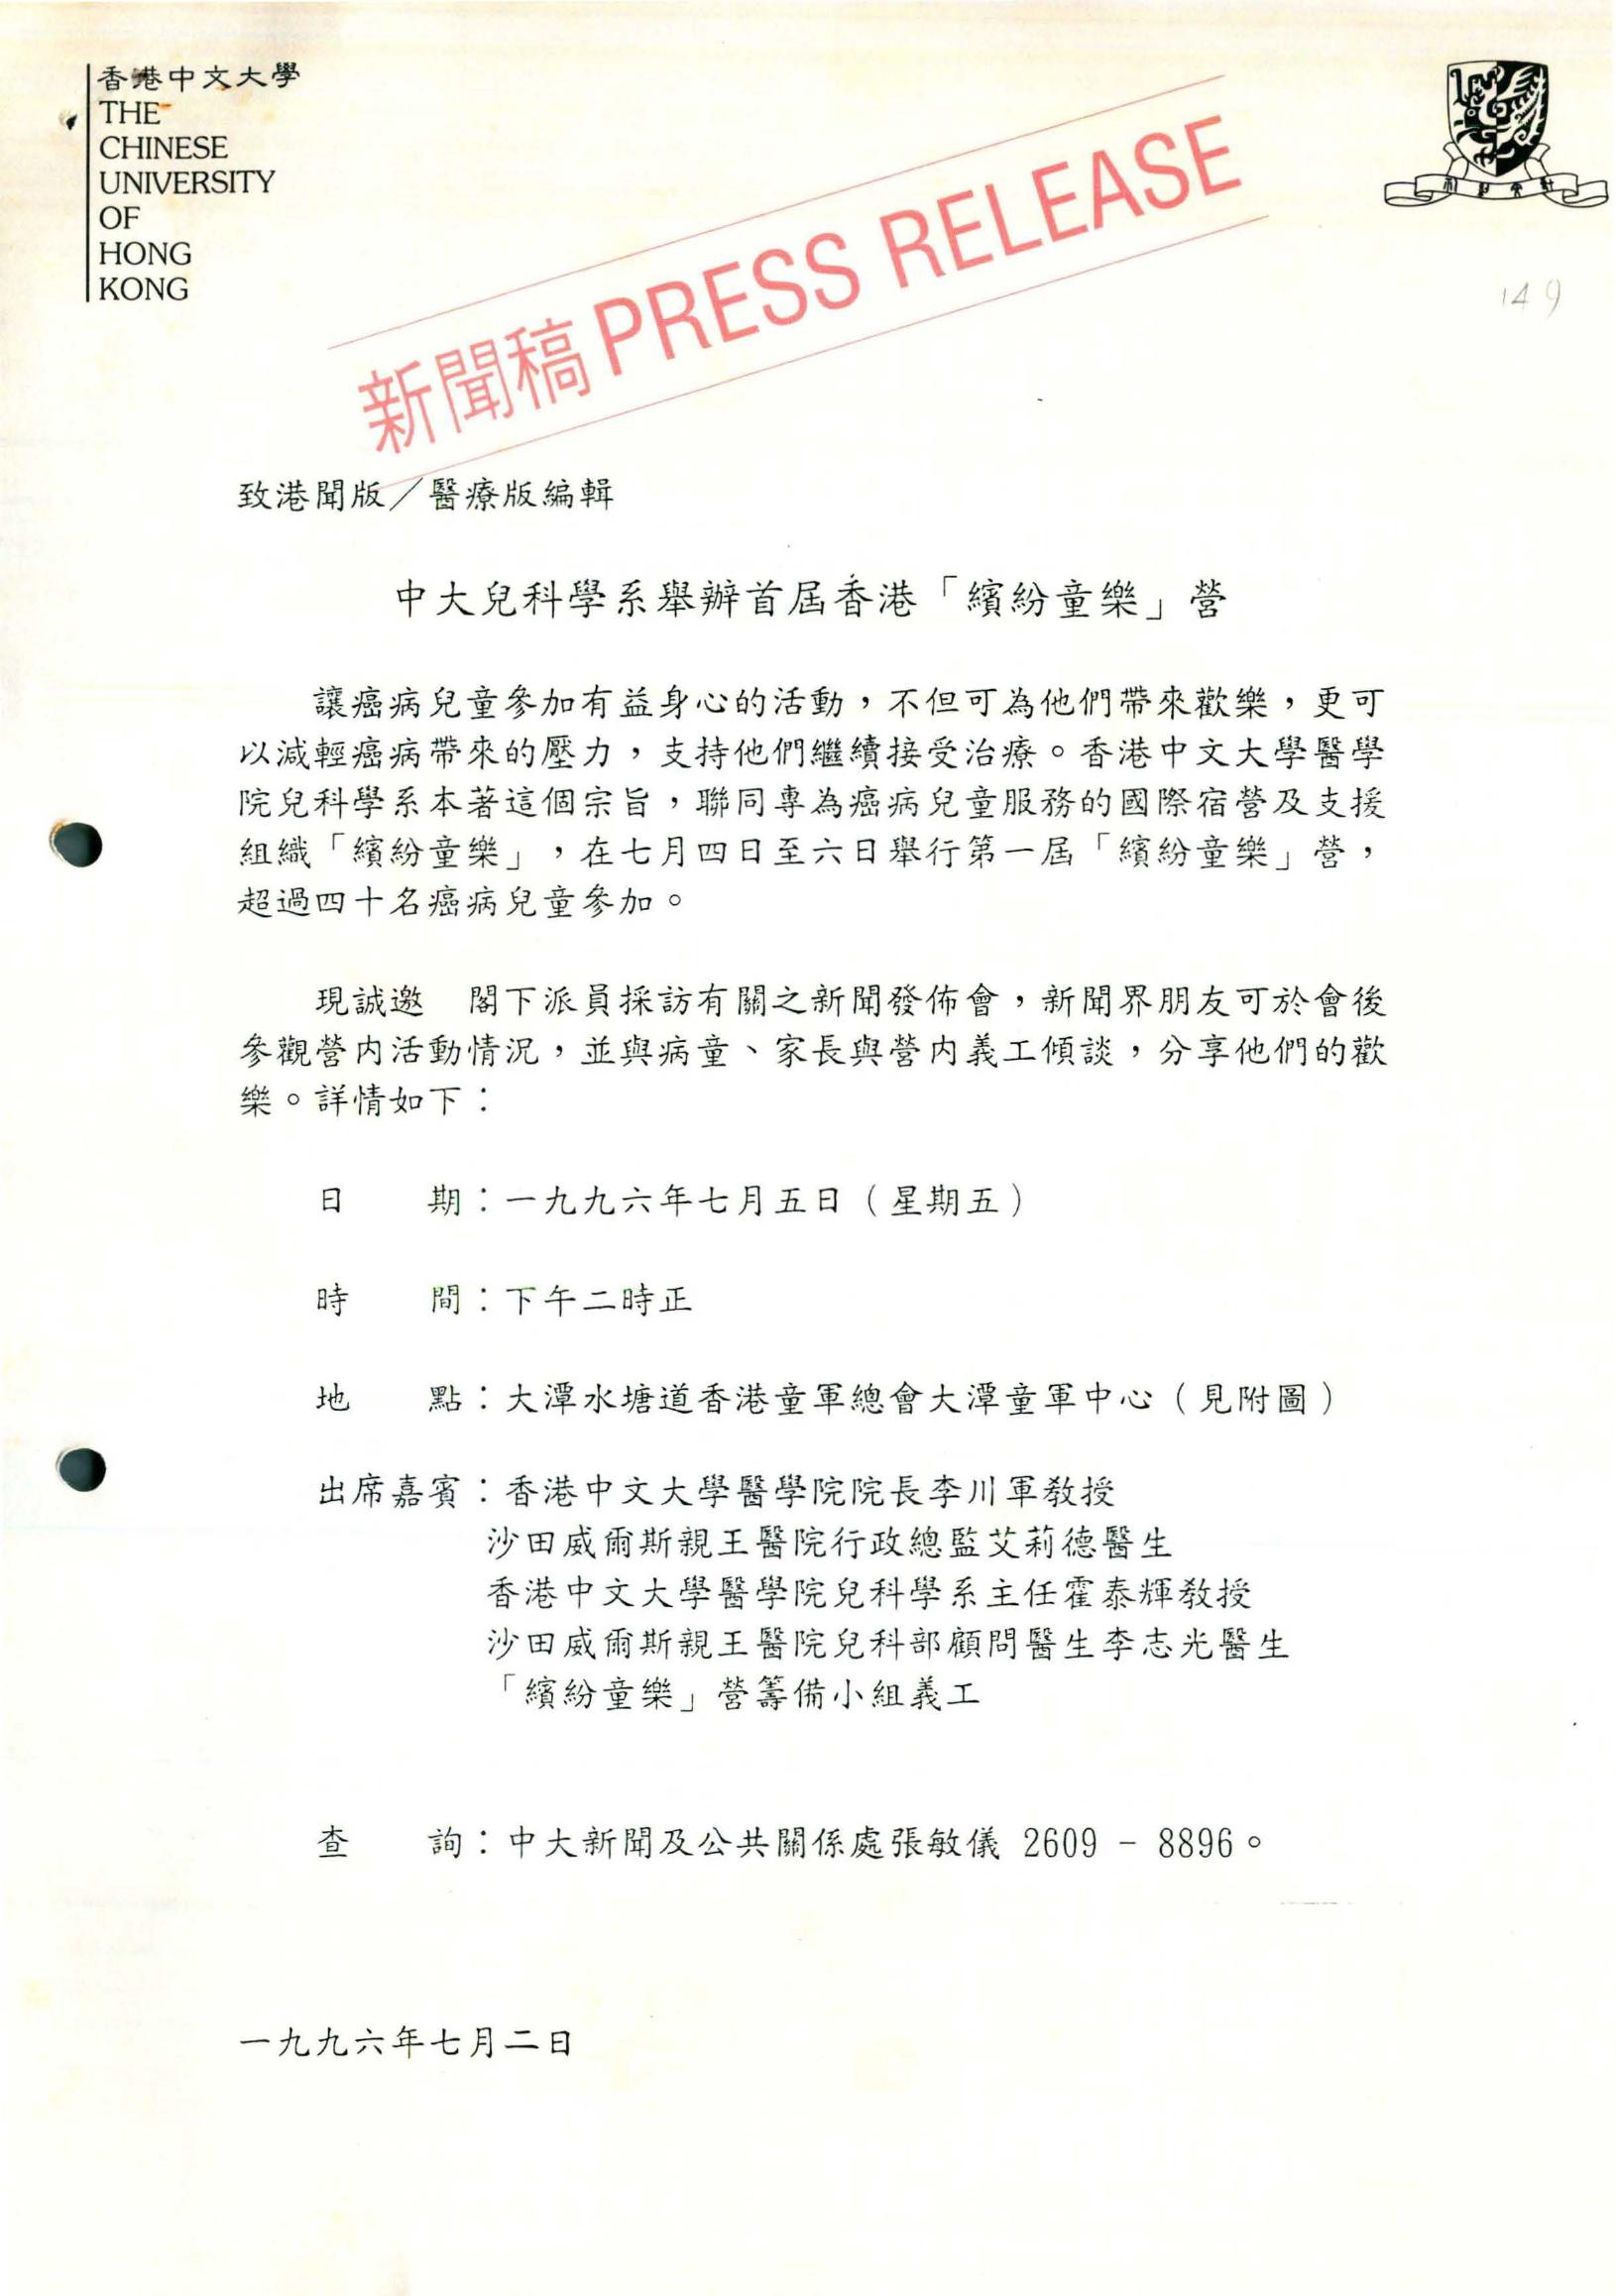 香港中文大學
THE
CHINESE
UNIVERSITY
OF
HONG
KONG
新聞稿 PRESS RELEASE
149
致港聞版／醫療版編輯
中大兒科學系舉辦首屆香港「繽紛童樂」營
讓癌病兒童參加有益身心的活動，不但可為他們帶來歡樂，更可
以減輕癌病帶來的壓力，支持他們繼續接受治療。香港中文大學醫學
院兒科學系本著這個宗旨，聯同專為癌病兒童服務的國際宿營及支援
組織「繽紛童樂」，在七月四日至六日舉行第一屆「繽紛童樂」營，
超過四十名癌病兒童參加。
現誠邀　閣下派員採訪有關之新聞發佈會，新聞界朋友可於會後
參觀營內活動情況，並與病童、家長與營內義工傾談，分享他們的歡
樂。詳情如下：
日　　期：一九九六年七月五日（星期五）
時　　間：下午二時正
地　　點：大潭水塘道香港童軍總會大潭童軍中心（見附圖）
出席嘉賓：香港中文大學醫學院院長李川軍教授
沙田威爾斯親王醫院行政總監艾莉德醫生
香港中文大學醫學院兒科學系主任霍泰輝教授
沙田威爾斯親王醫院兒科部顧問醫生李志光醫生
「繽紛童樂」營籌備小組義工
查　　詢：中大新聞及公共關係處張敏儀 2609 － 8896。
一九九六年七月二日